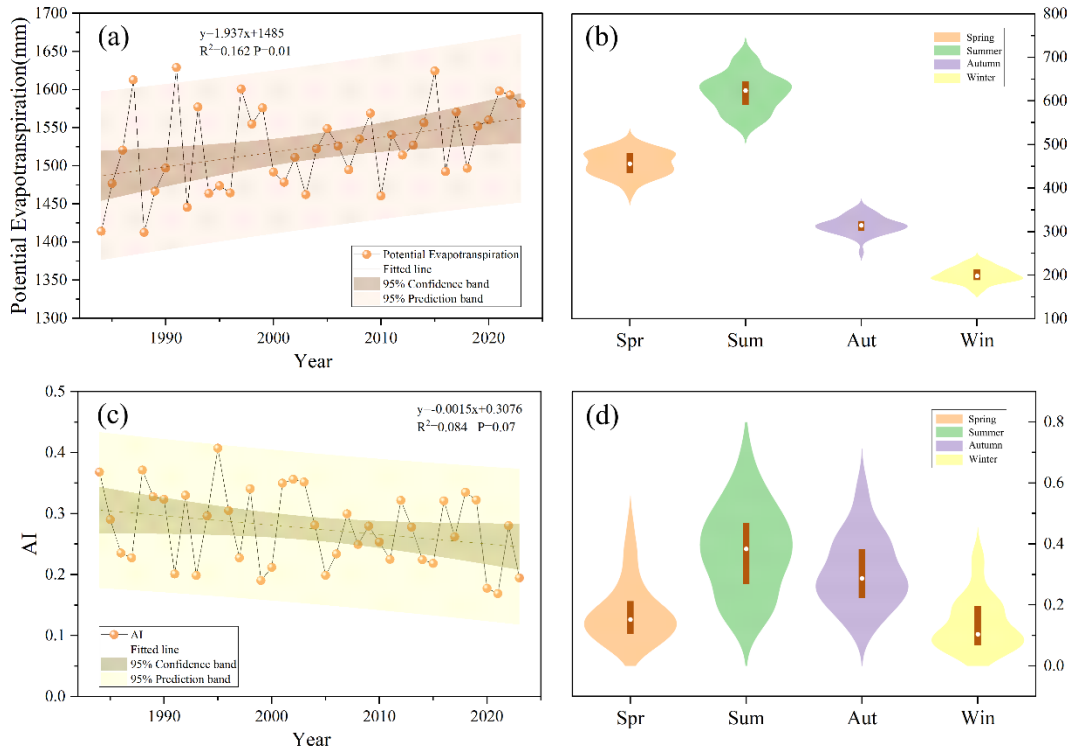 (a)
y=1.937x+1485
R²=0.162 P=0.01
Potential Evapotranspiration(mm)
1700
1650
1600
1550
1500
1450
1400
1350
1300
Potential Evapotranspiration
Fitted line
95% Confidence band
95% Prediction band
1990
2000
2010
2020
Year
(b)
Spring
Summer
Autumn
Winter
800
700
600
500
400
300
200
100
Spr
Sum
Aut
Win
(c)
y=-0.0015x+0.3076
R²=0.084 P=0.07
AI
0.5
0.4
0.3
0.2
0.1
0.0
AI
Fitted line
95% Confidence band
95% Prediction band
1990
2000
2010
2020
Year
(d)
Spring
Summer
Autumn
Winter
0.8
0.6
0.4
0.2
0.0
Spr
Sum
Aut
Win